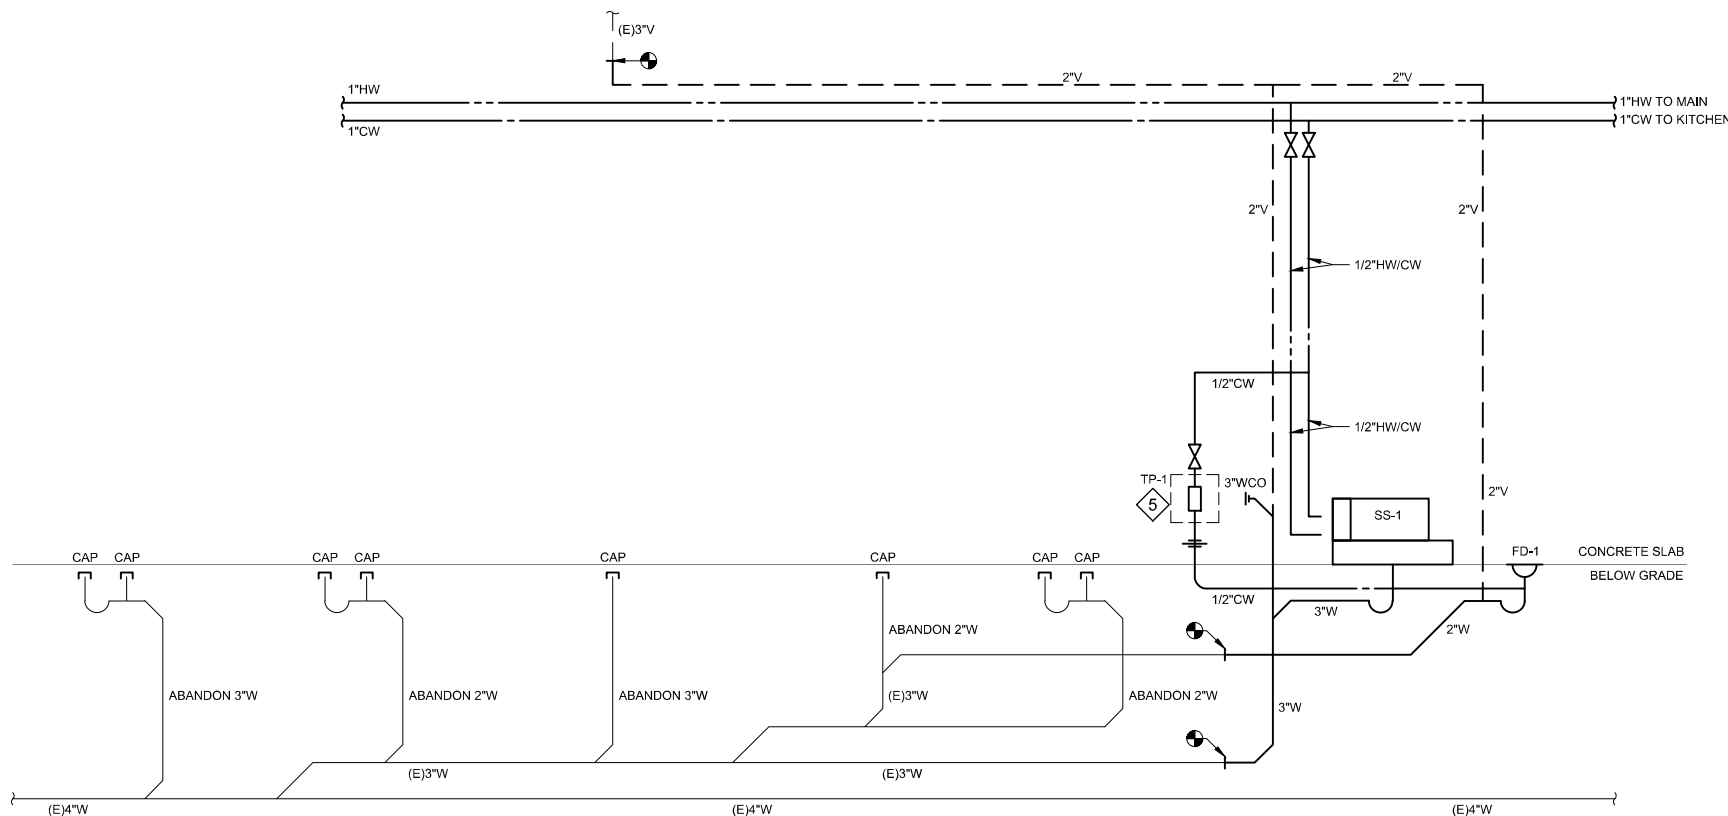 (E)3"V
2"V
2"V
1"HW
1"HW TO MAIN
1"CW
1"CW TO KITCHEN
2"V
2"V
1/2"HW/CW
1/2"CW
1/2"HW/CW
TP-1
3"WCO
5
2"V
SS-1
CAP
CAP
CAP
CAP
CAP
CAP
CAP
CAP
FD-1
CONCRETE SLAB
BELOW GRADE
1/2"CW
3"W
2"W
ABANDON 2"W
ABANDON 3"W
ABANDON 2"W
ABANDON 3"W
(E)3"W
ABANDON 2"W
3"W
(E)3"W
(E)3"W
(E)4"W
(E)4"W
(E)4"W